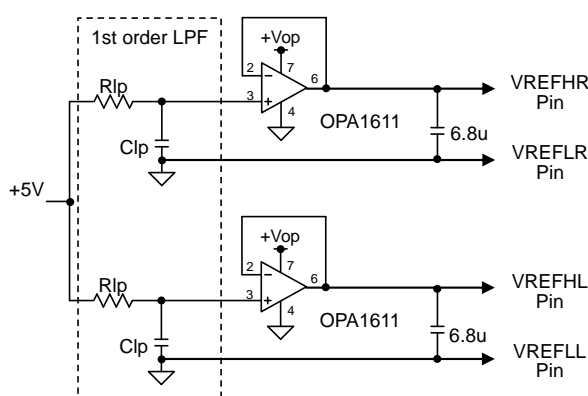 1st order LPF
+Vop
Rlp
2
−
7
6
VREFHR
Pin
3
+
4
OPA1611
Clp
6.8u
VREFLR
Pin
+5V
+Vop
Rlp
2
−
7
6
VREFHL
Pin
3
+
4
OPA1611
Clp
6.8u
VREFLL
Pin